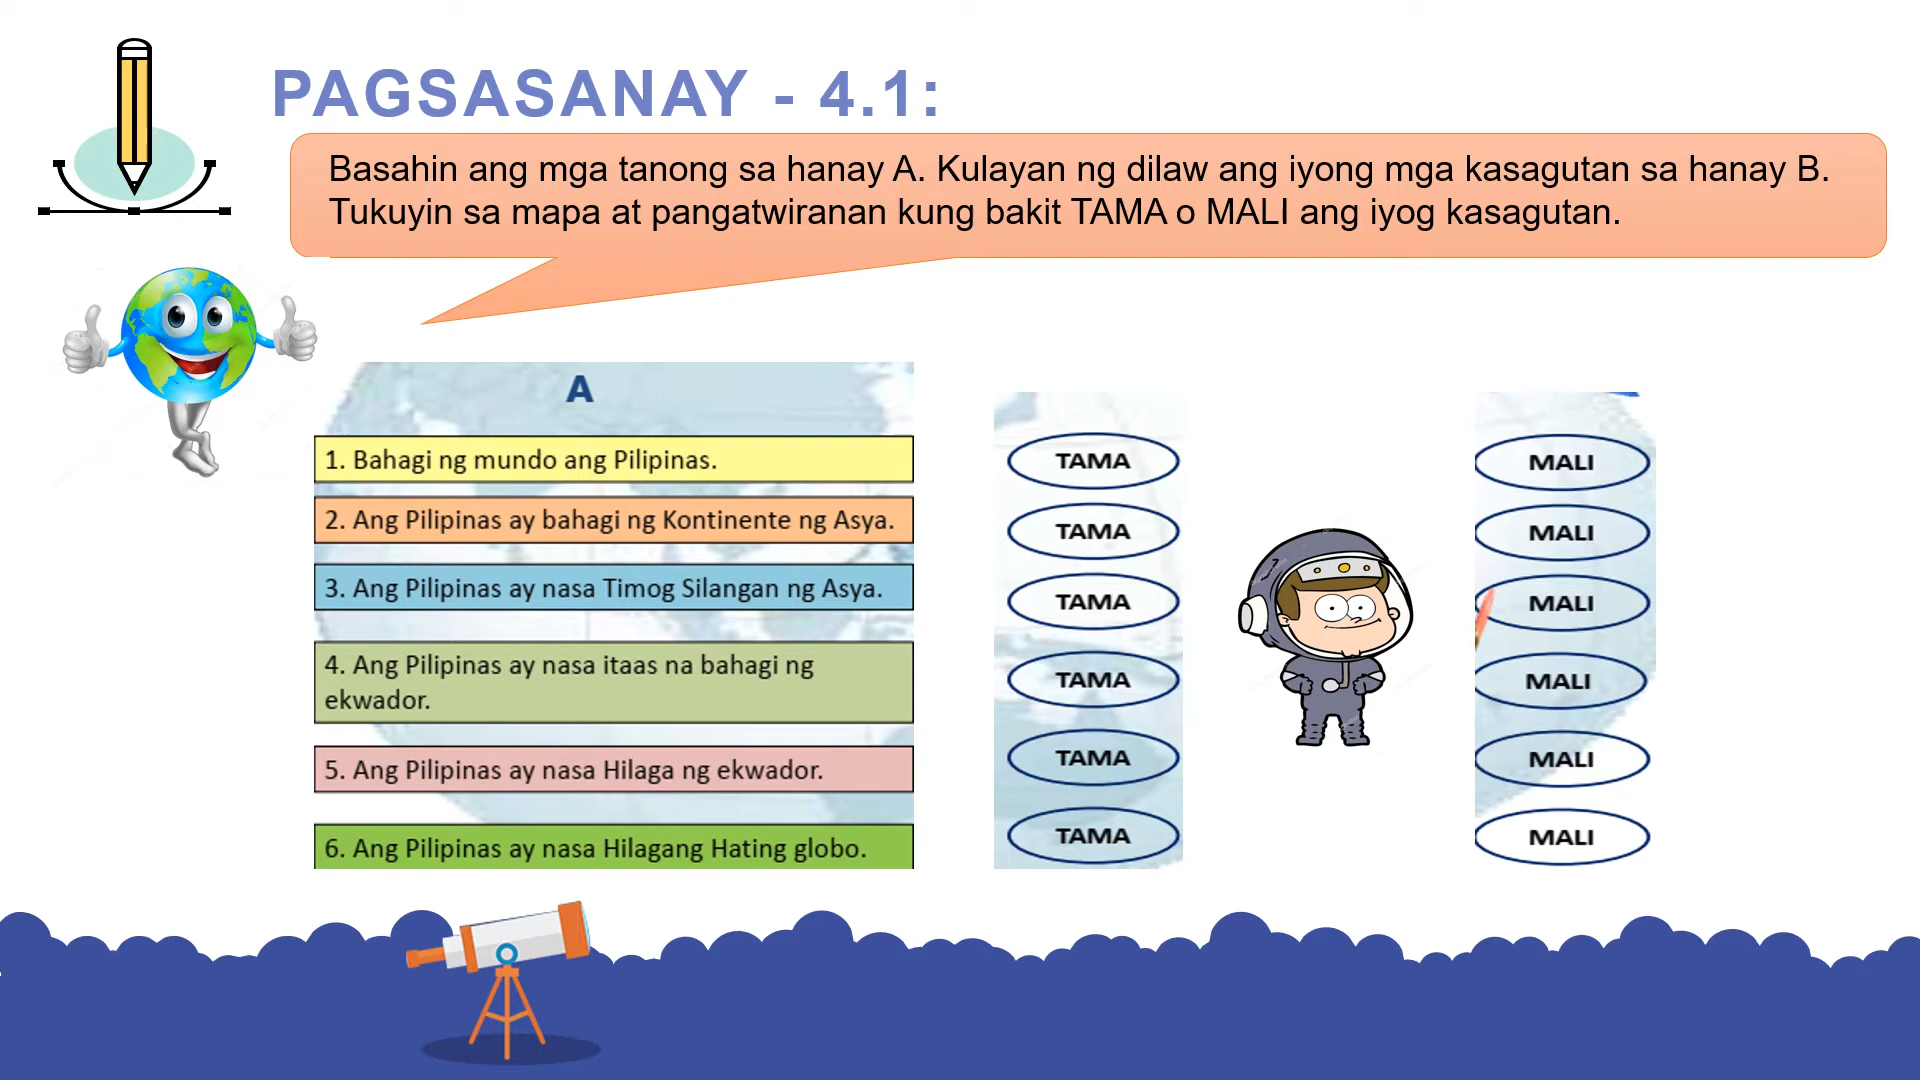 PAGSASANAY - 4.1:
Basahin ang mga tanong sa hanay A. Kulayan ng dilaw ang iyong mga kasagutan sa hanay B.
Tukuyin sa mapa at pangatwiranan kung bakit TAMA o MALI ang iyog kasagutan.
A
1. Bahagi ng mundo ang Pilipinas.
TAMA
MALI
2. Ang Pilipinas ay bahagi ng Kontinente ng Asya.
TAMA
MALI
3. Ang Pilipinas ay nasa Timog Silangan ng Asya.
TAMA
MALI
4. Ang Pilipinas ay nasa itaas na bahagi ng
ekwador.
TAMA
MALI
5. Ang Pilipinas ay nasa Hilaga ng ekwador.
TAMA
MALI
6. Ang Pilipinas ay nasa Hilagang Hating globo.
TAMA
MALI